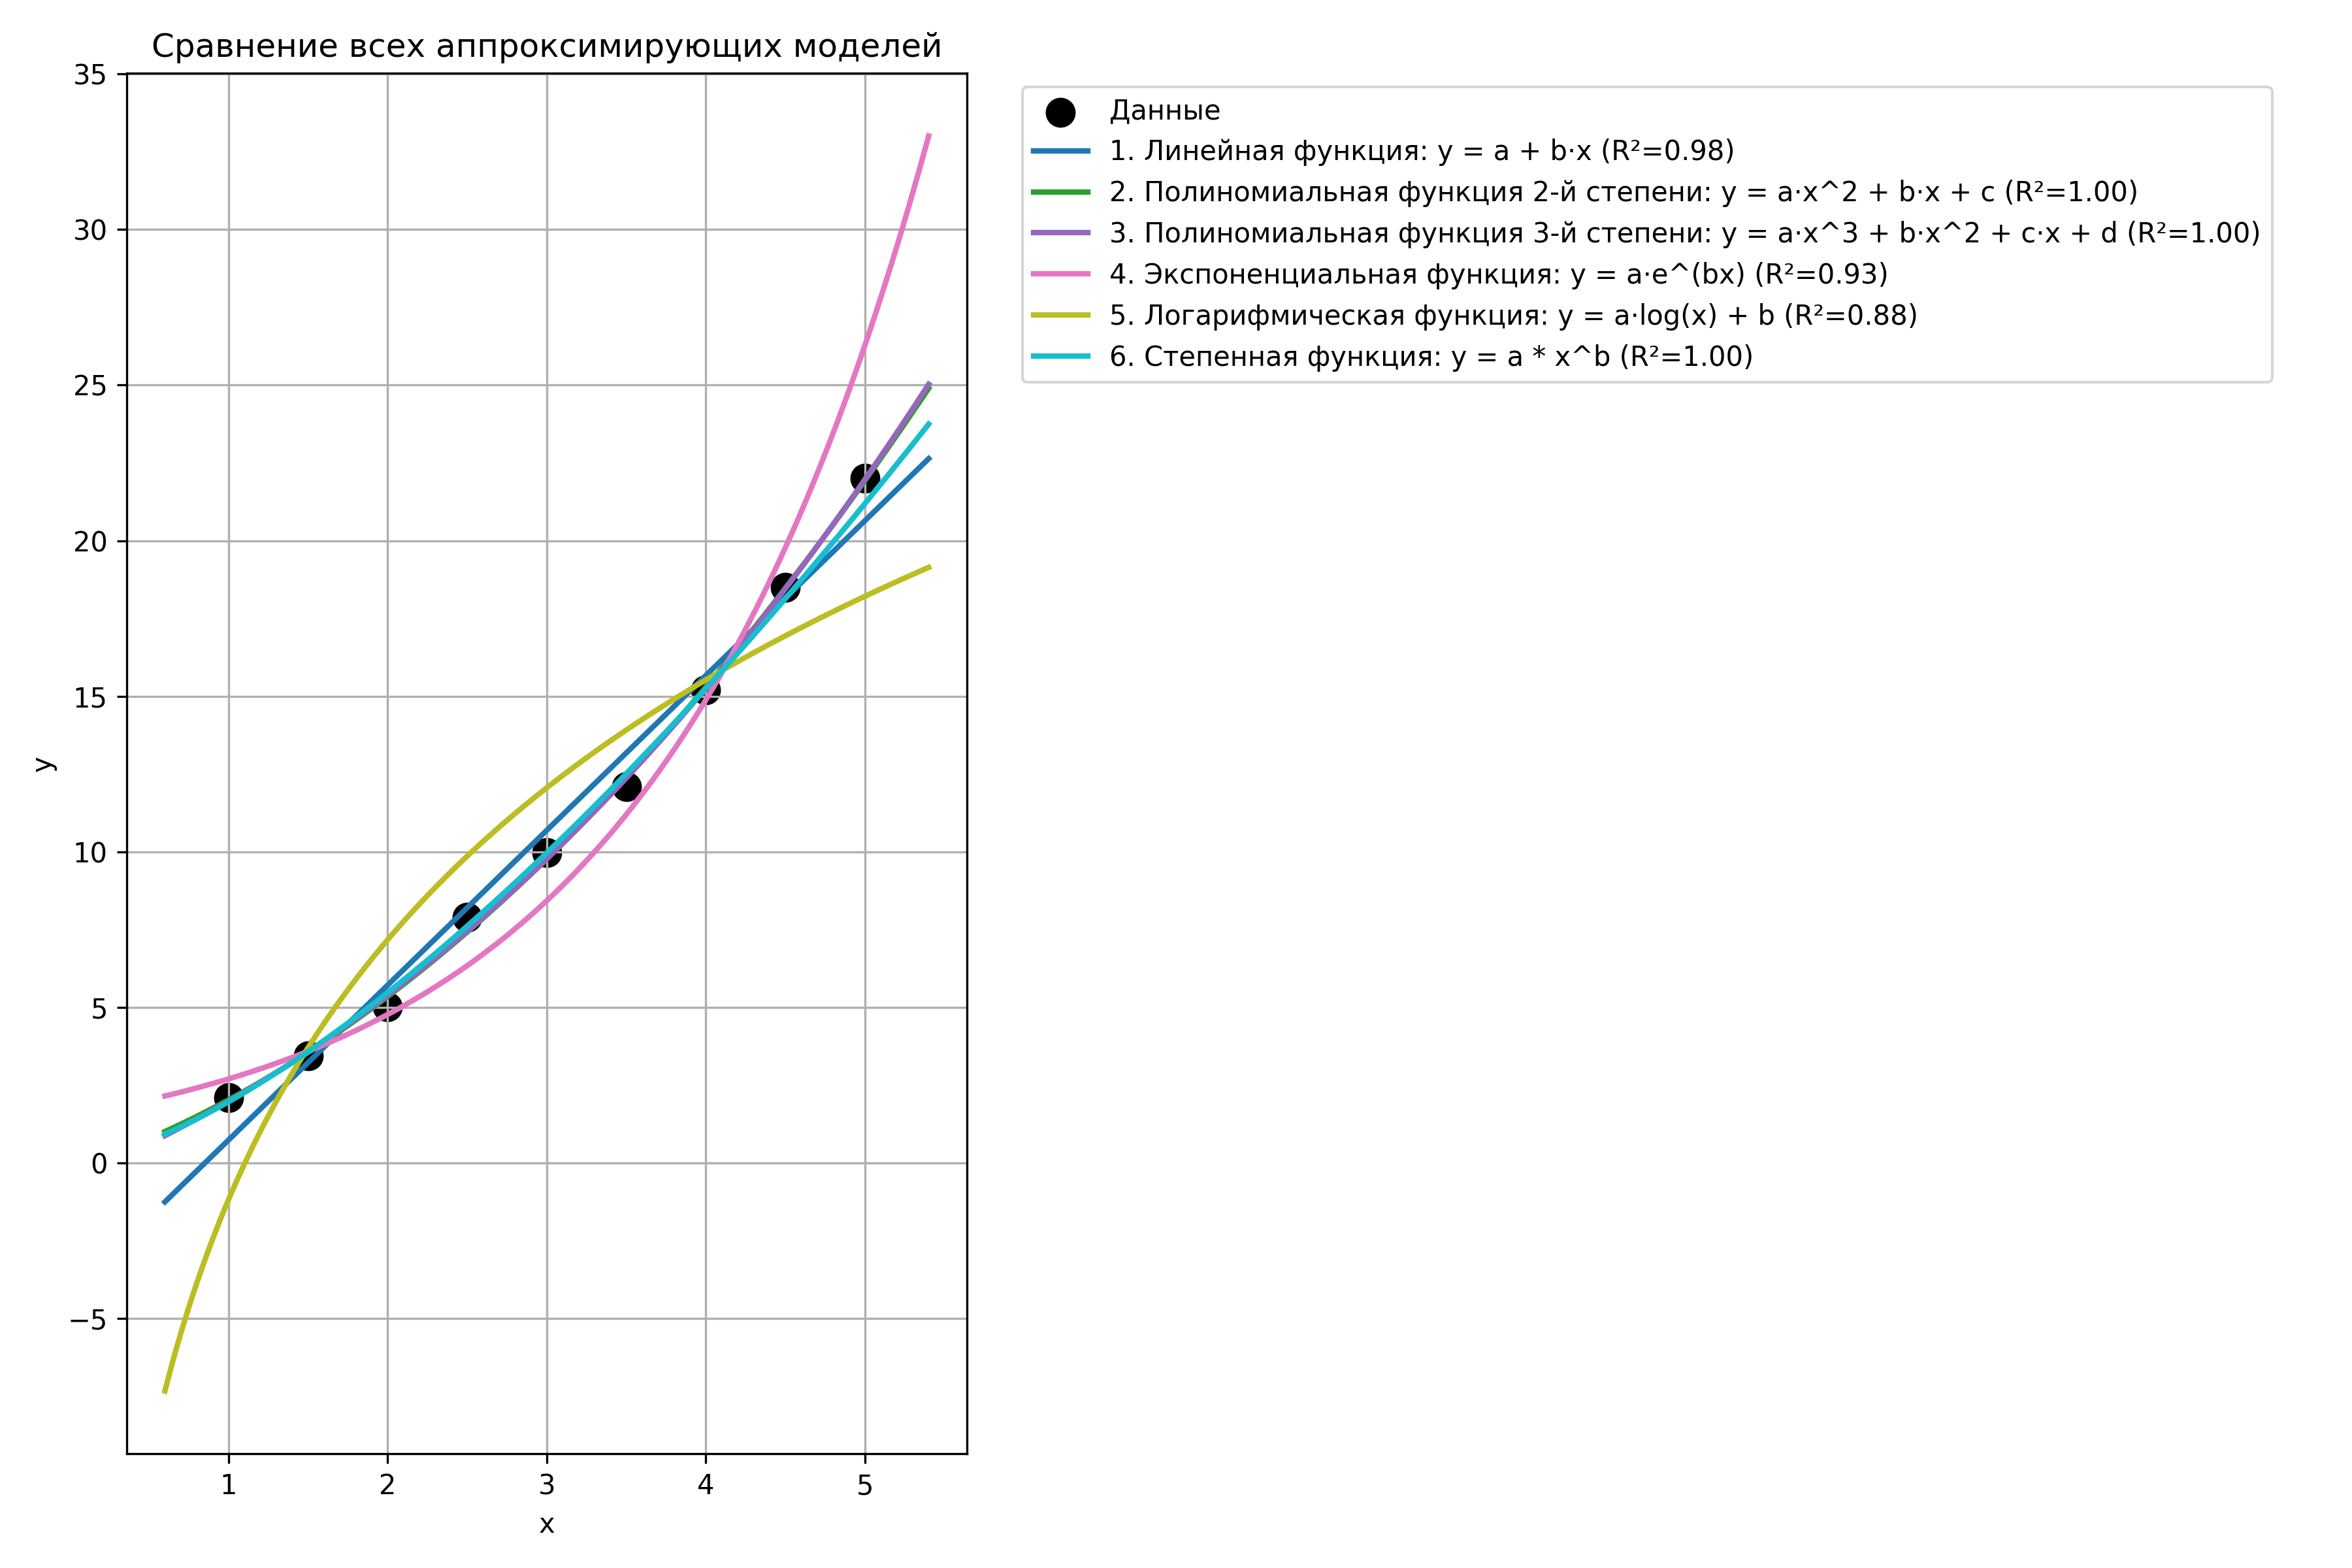 Сравнение всех аппроксимирующих моделей
35
30
25
20
15
10
5
0
−5
y
1 2 3 4 5
x
Данные
1. Линейная функция: y = a + b·x (R²=0.98)
2. Полиномиальная функция 2-й степени: y = a·x^2 + b·x + c (R²=1.00)
3. Полиномиальная функция 3-й степени: y = a·x^3 + b·x^2 + c·x + d (R²=1.00)
4. Экспоненциальная функция: y = a·e^(bx) (R²=0.93)
5. Логарифмическая функция: y = a·log(x) + b (R²=0.88)
6. Степенная функция: y = a * x^b (R²=1.00)